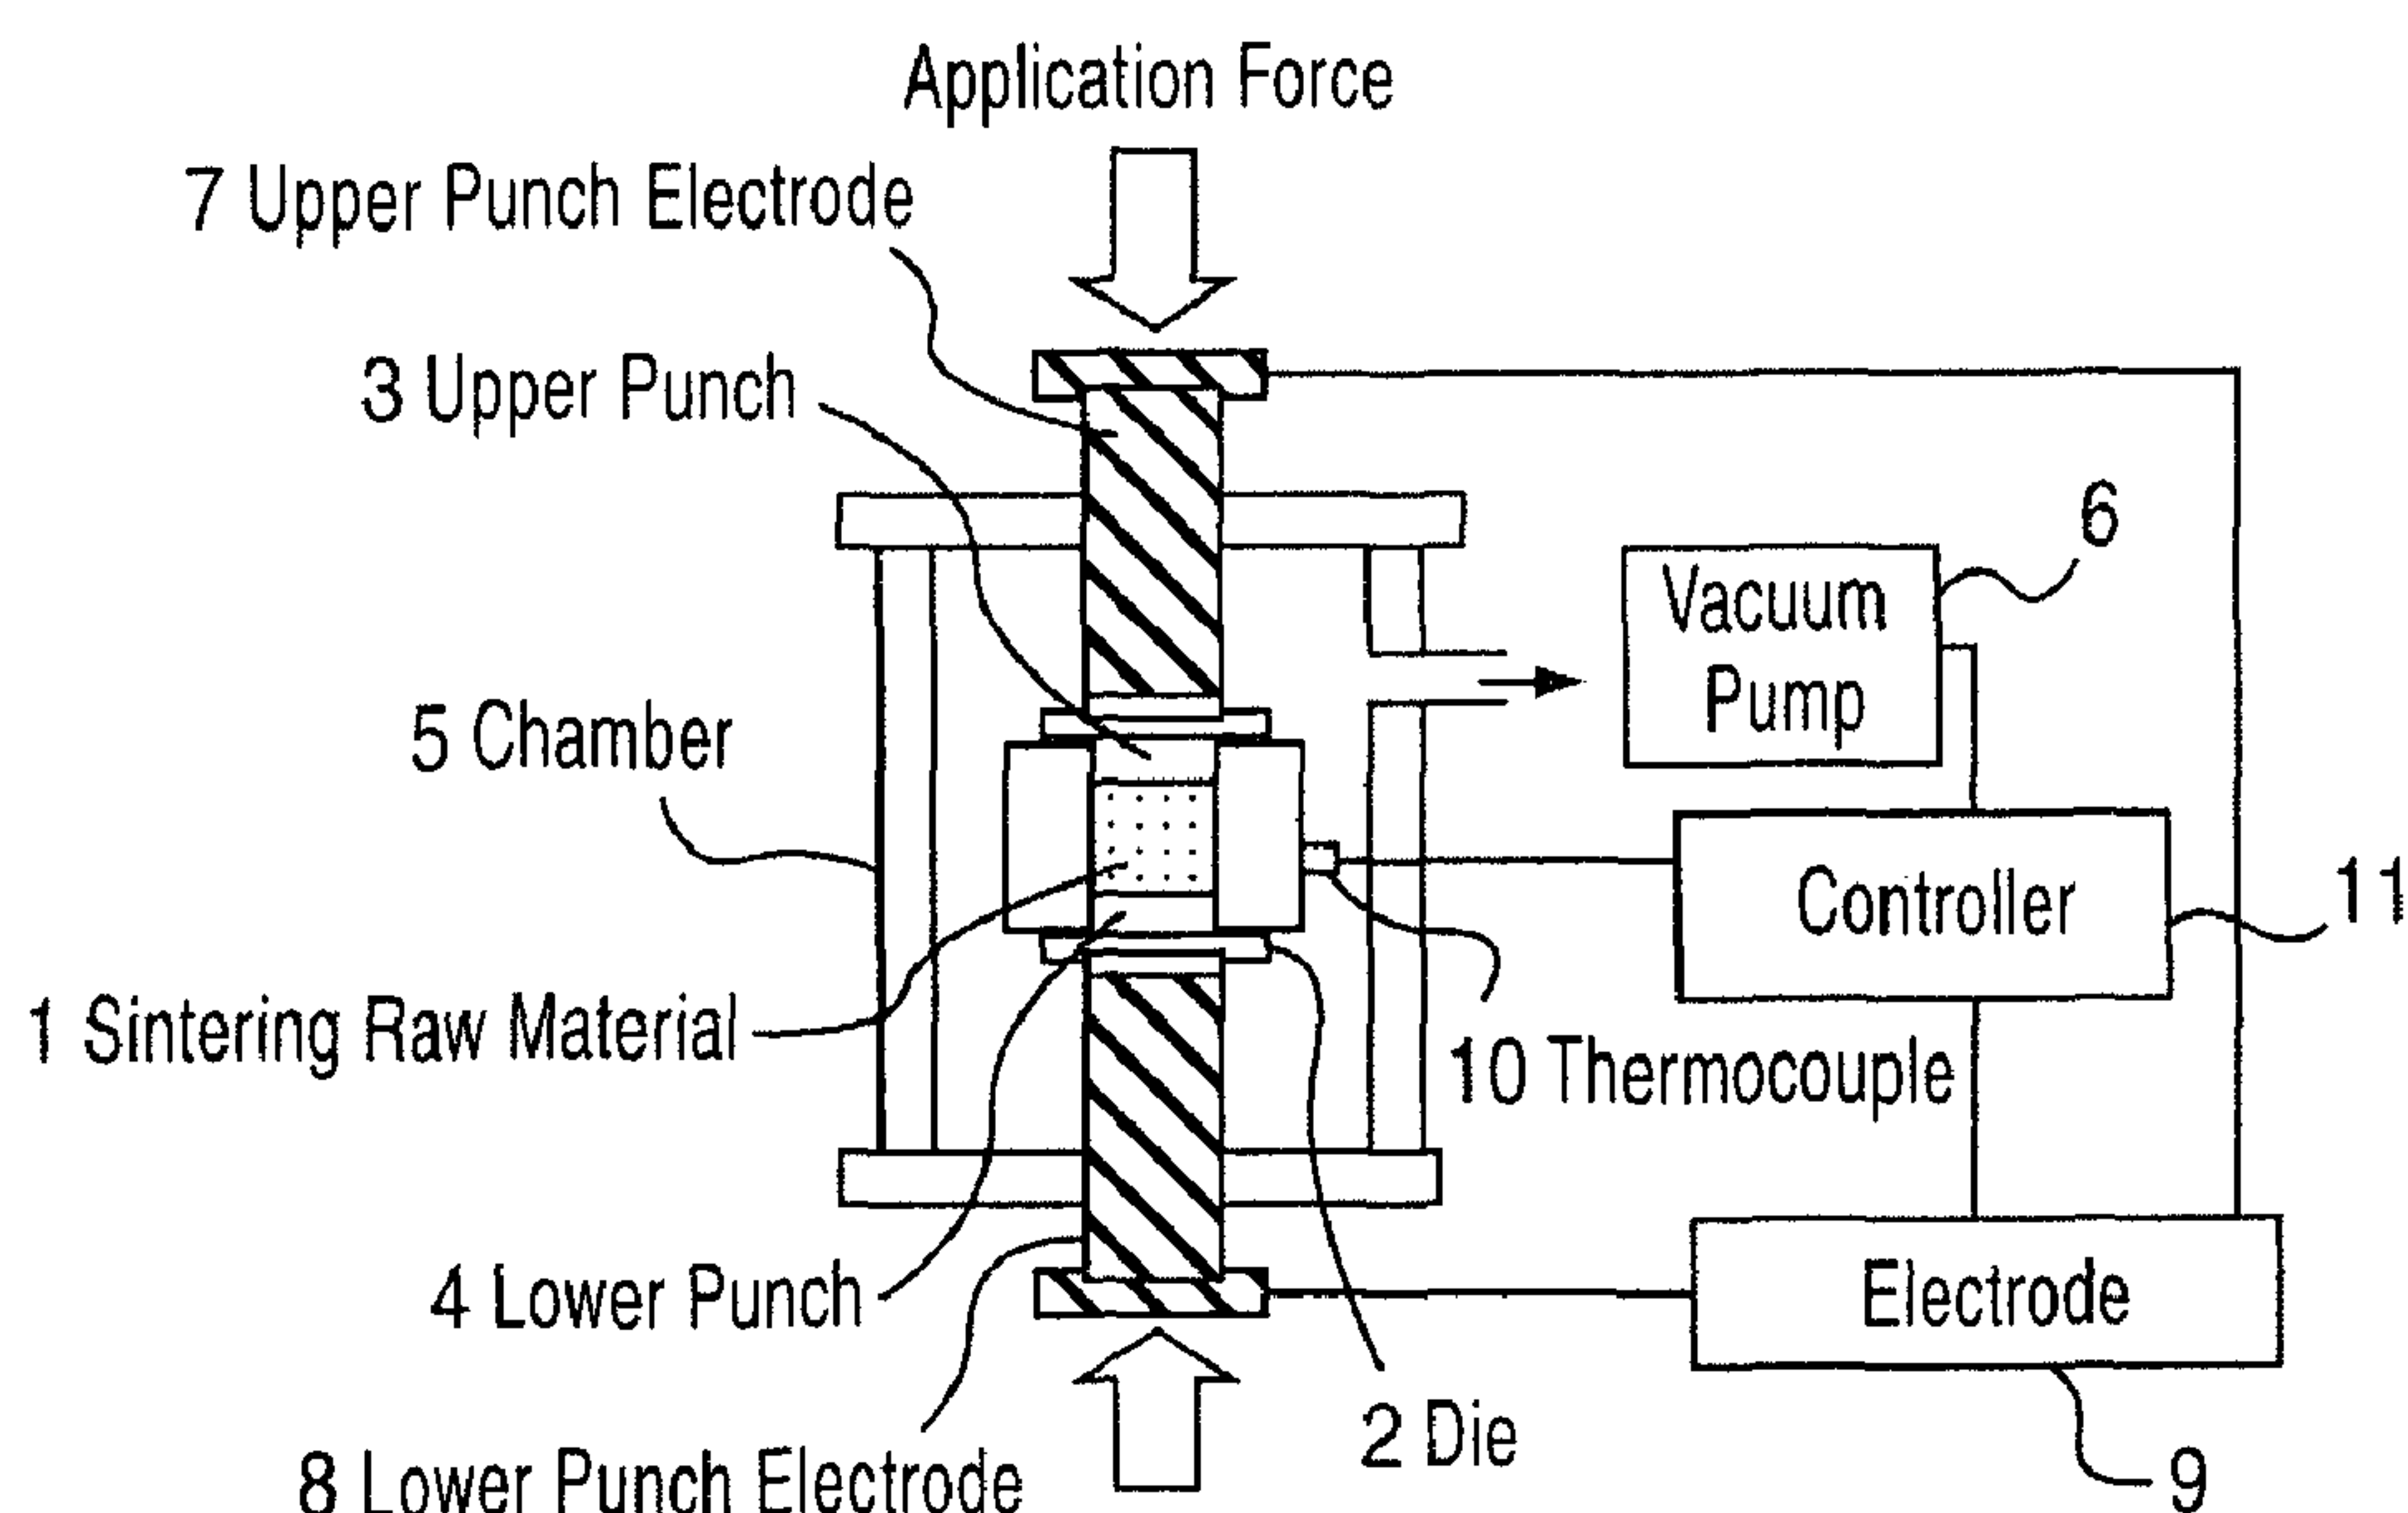 Application Force
7 Upper Punch Electrode
3 Upper Punch
6
Vacuum
Pump
5 Chamber
Controller
11
1 Sintering Raw Material
10 Thermocouple
4 Lower Punch
Electrode
2 Die
8 Lower Punch Electrode
9